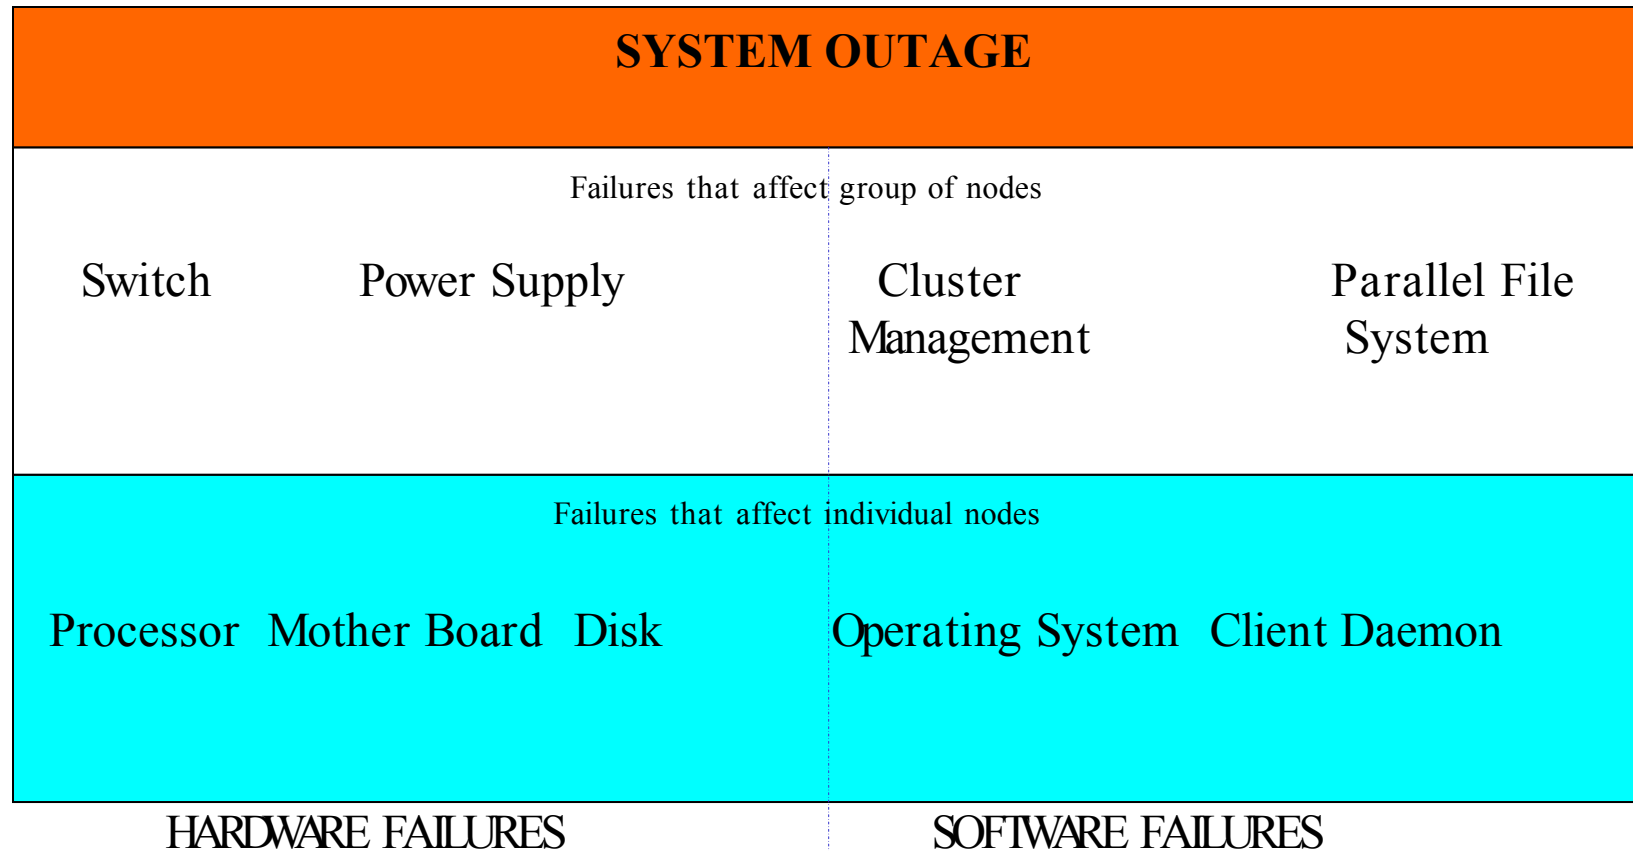 SYSTEM OUTAGE
Failures that affect group of nodes
Switch Power Supply Cluster Management Parallel File System
Failures that affect individual nodes
Processor Mother Board Disk Operating System Client Daemon
HARDWARE FAILURES SOFTWARE FAILURES